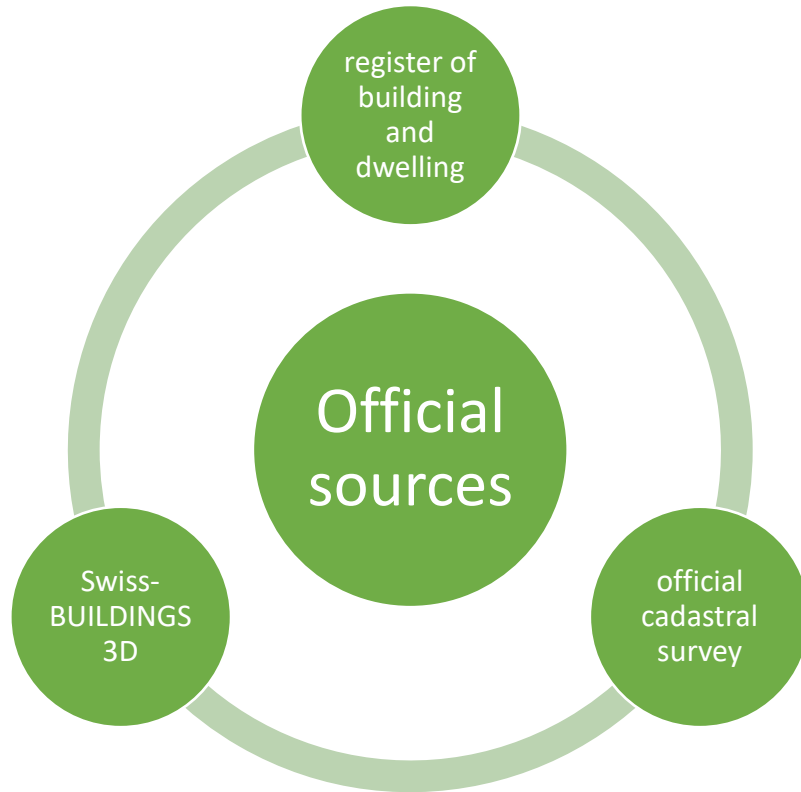 register of
building
and
dwelling
Official
sources
Swiss-
BUILDINGS
3D
official
cadastral
survey